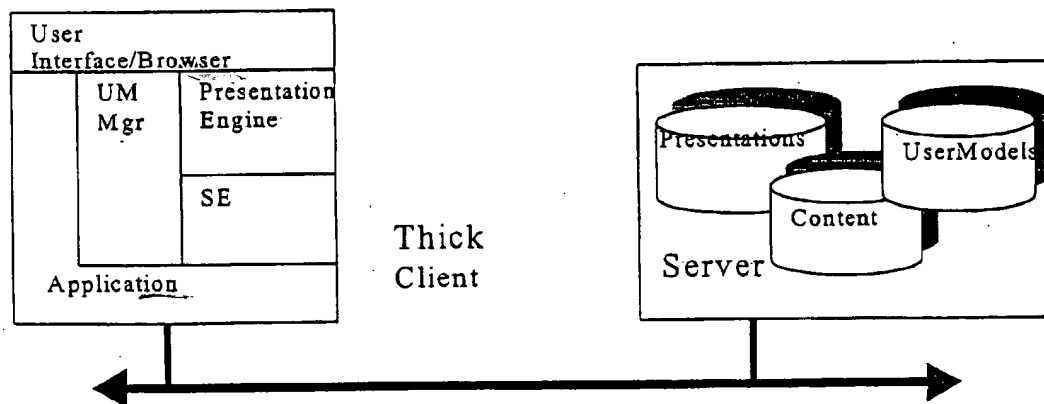 User
Interface/Browser
UM
Mgr
Presentation
Engine
SE
Application
Thick
Client
Presentations
UserModels
Content
Server